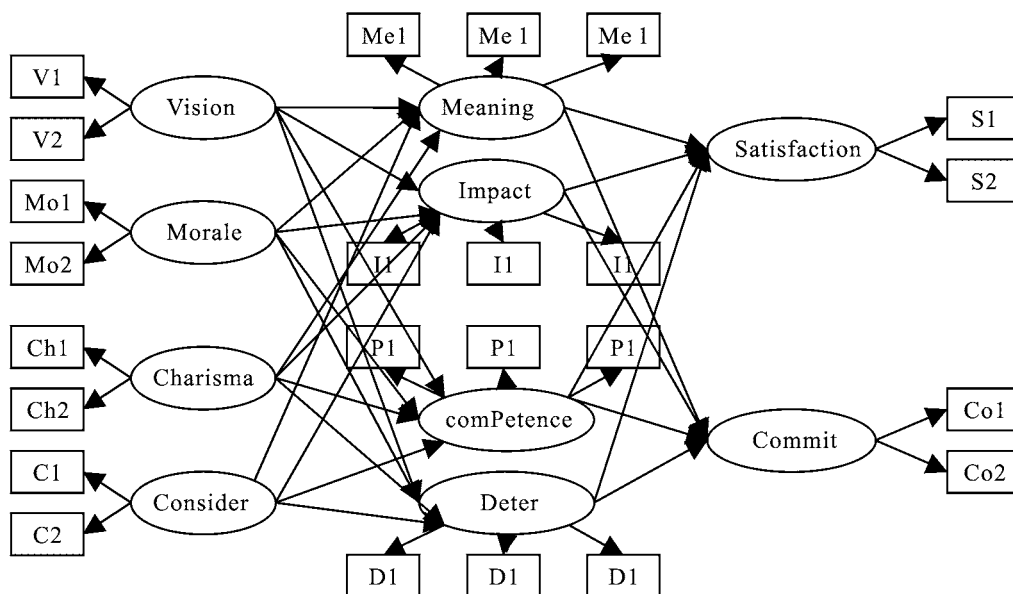 Me1
Me 1
Me 1
V1
Vision
Meaning
V2
S1
Satisfaction
S2
Mo1
Morale
Impact
Mo2
I1
I1
I1
Ch1
P1
P1
P1
Charisma
Ch2
comPetence
Co1
Commit
Co2
C1
Consider
Deter
C2
D1
D1
D1